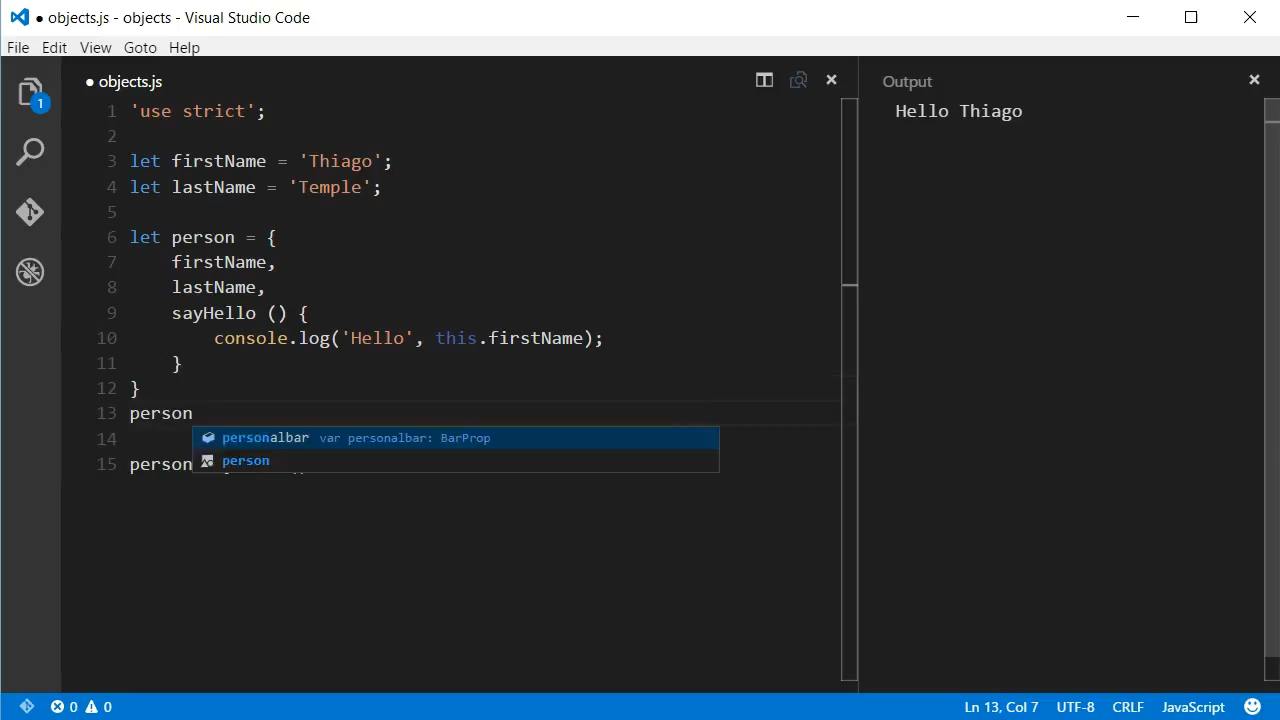 ● objects.js - objects - Visual Studio Code
File Edit View Goto Help
1
● objects.js
Output
1 'use strict';
Hello Thiago
2
3 let firstName = 'Thiago';
4 let lastName = 'Temple';
5
6 let person = {
7 firstName,
8 lastName,
9 sayHello () {
10 console.log('Hello', this.firstName);
11 }
12 }
13 person
14 personalbar var personalbar: BarProp
person
15 person
0 0
Ln 13, Col 7 UTF-8 CRLF JavaScript